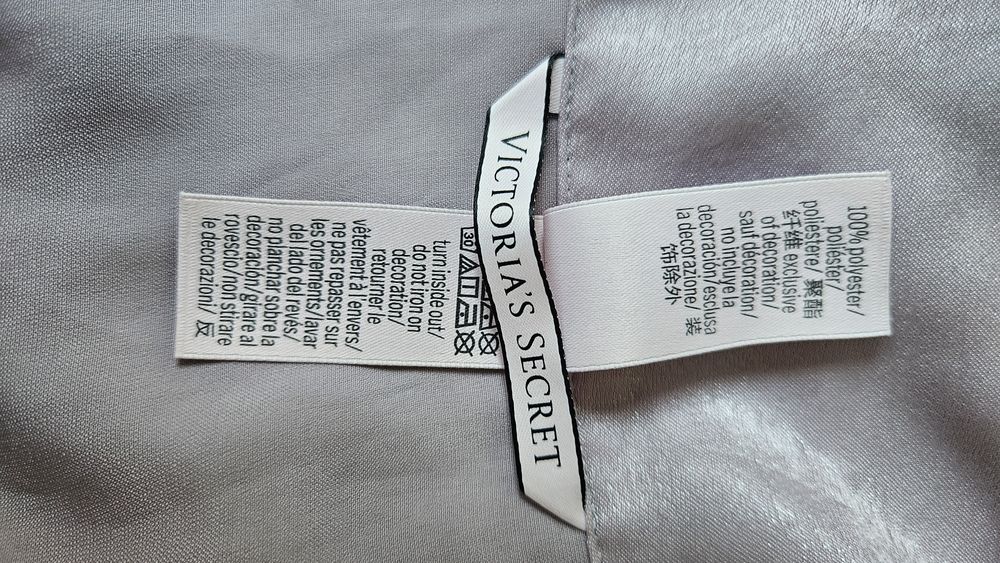 VICTORIA'S SECRET
100% polyester/
poliéster/
poliestere/ 聚酯
纤维 exclusive
of decoration/
sauf décoration/
no incluye la
decoración/ esclusa
la decorazione/ 装
饰除外
30
turn inside out/
do not iron on
decoration/
retourner le
vêtement à l'envers/
ne pas repasser sur
les ornements/lavar
del lado del revés/
no planchar sobre la
decoración/ girare al
rovescio/ non stirare
le decorazioni/ 反